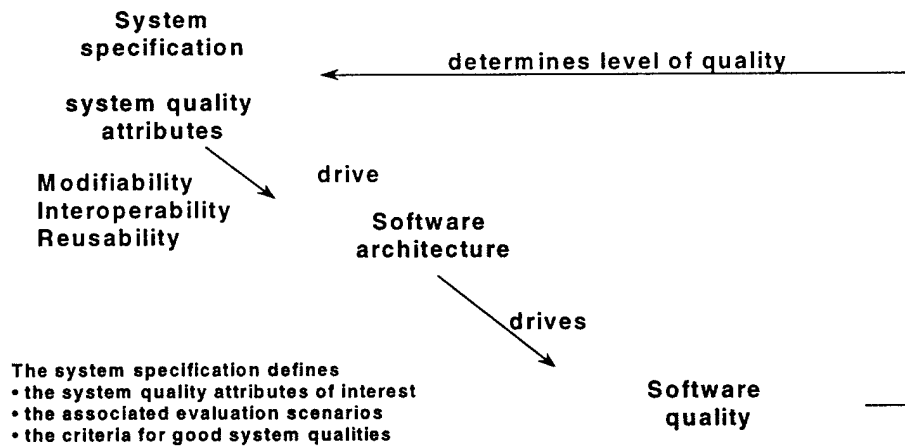 System
specification
determines level of quality
system quality
attributes
Modifiability
Interoperability
Reusability
drive
Software
architecture
drives
The system specification defines
• the system quality attributes of interest
• the associated evaluation scenarios
• the criteria for good system qualities
Software
quality